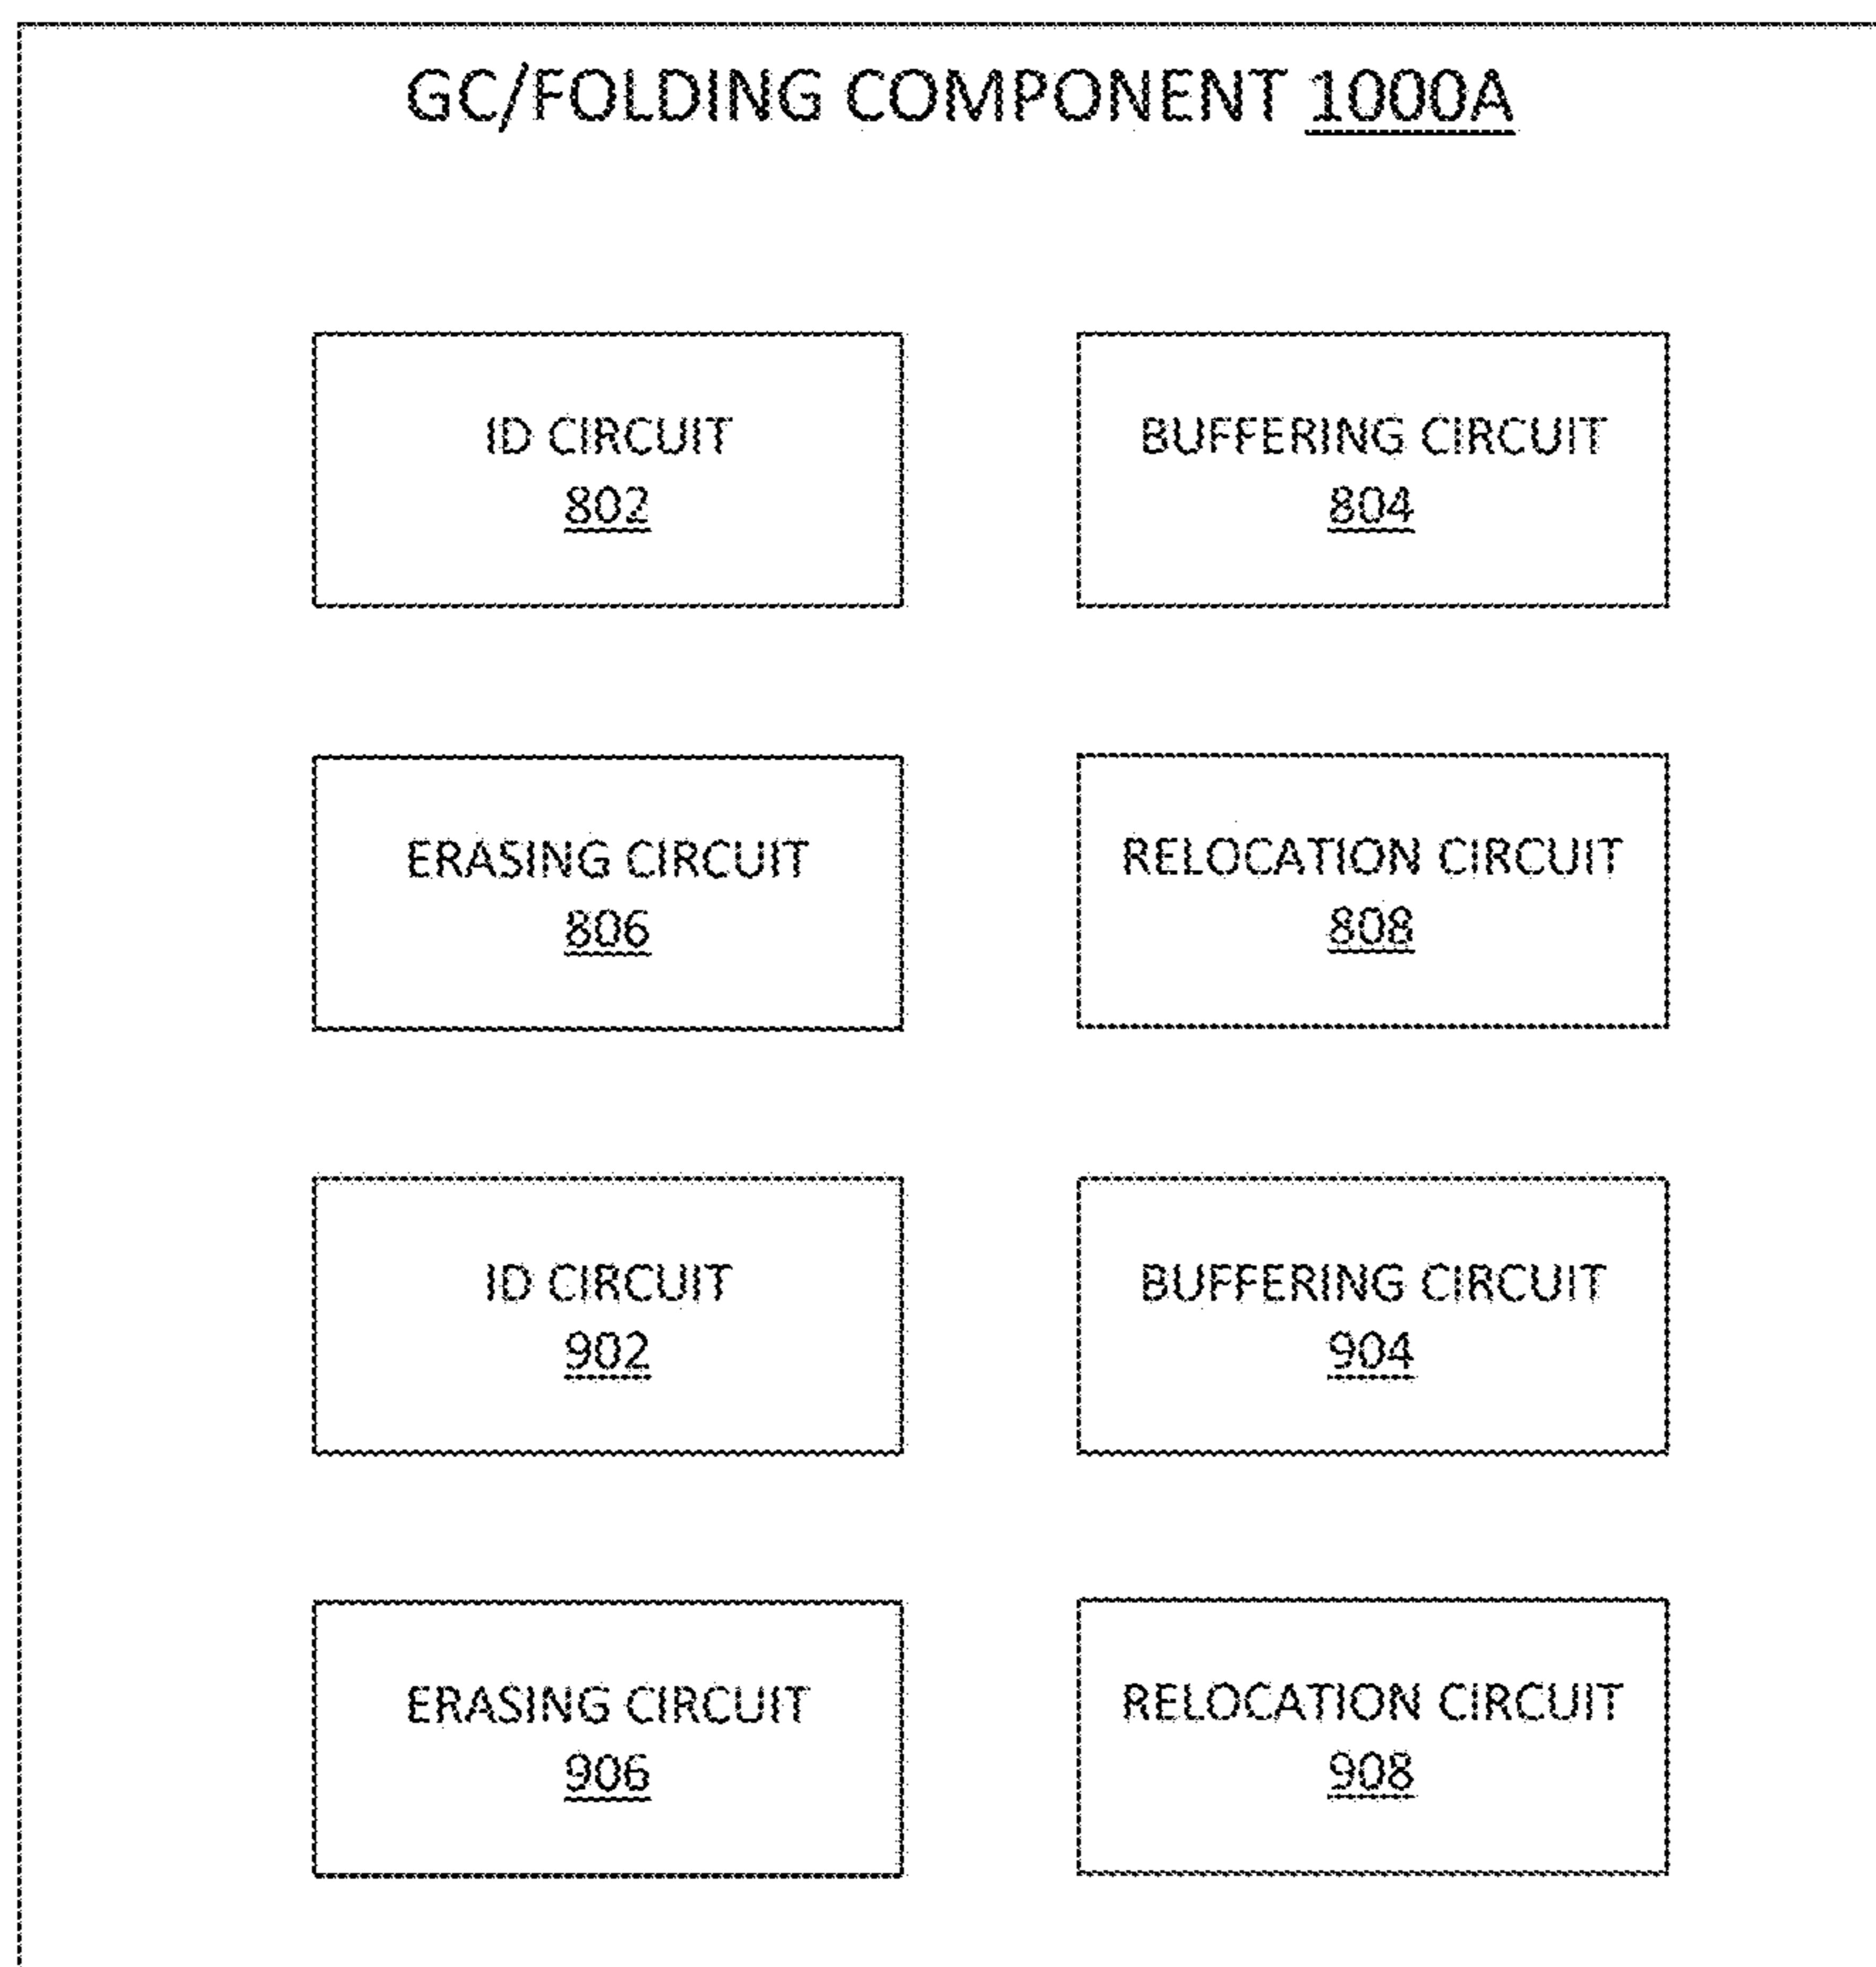 GC/FOLDING COMPONENT 1000A
ID CIRCUIT
802
BUFFERING CIRCUIT
804
ERASING CIRCUIT
806
RELOCATION CIRCUIT
808
ID CIRCUIT
902
BUFFERING CIRCUIT
904
ERASING CIRCUIT
906
RELOCATION CIRCUIT
908